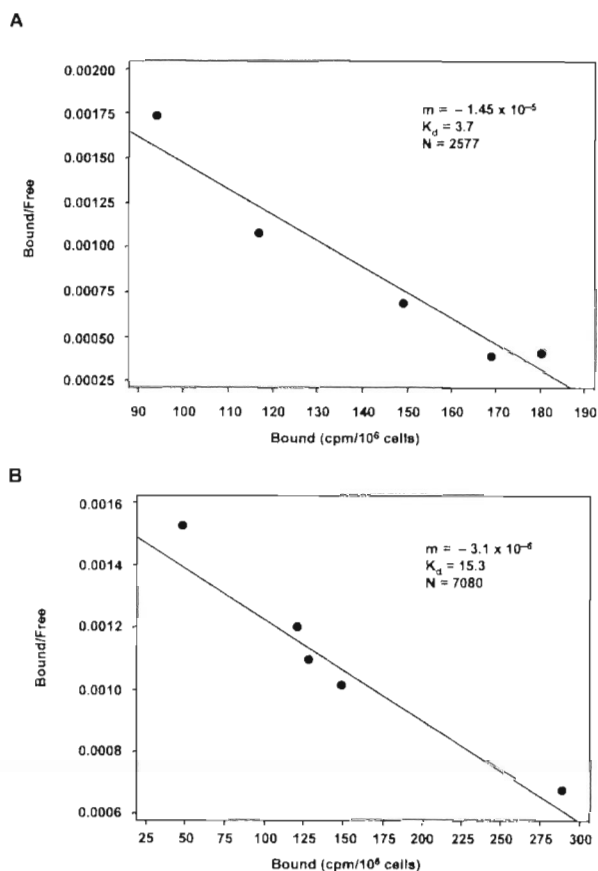 A
0.00200
0.00175
0.00150
0.00125
0.00100
0.00075
0.00050
0.00025
Bound/Free
m = − 1.45 x 10⁻⁵
Kd = 3.7
N = 2577
90 100 110 120 130 140 150 160 170 180 190
Bound (cpm/10⁶ cells)
B
0.0016
0.0014
0.0012
0.0010
0.0008
0.0006
Bound/Free
m = − 3.1 x 10⁻⁶
Kd = 15.3
N = 7080
25 50 75 100 125 150 175 200 225 250 275 300
Bound (cpm/10⁶ cells)